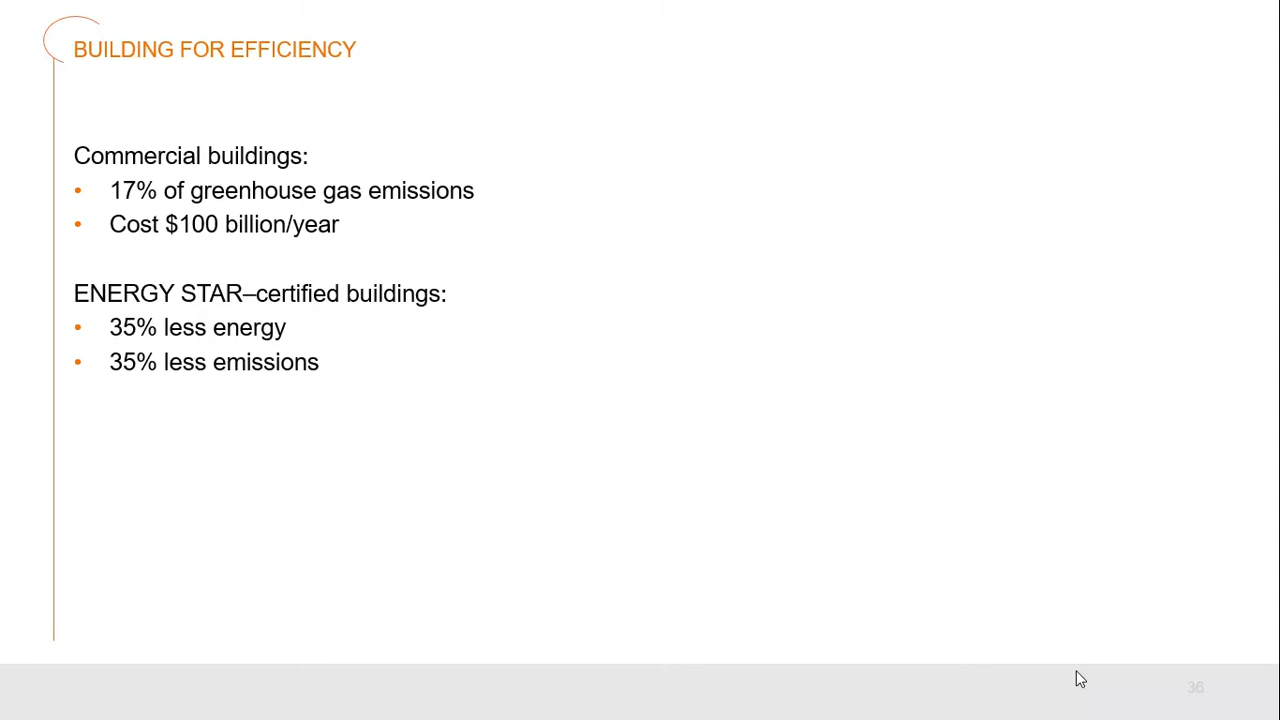 BUILDING FOR EFFICIENCY
Commercial buildings:
• 17% of greenhouse gas emissions
• Cost $100 billion/year
ENERGY STAR–certified buildings:
• 35% less energy
• 35% less emissions
36